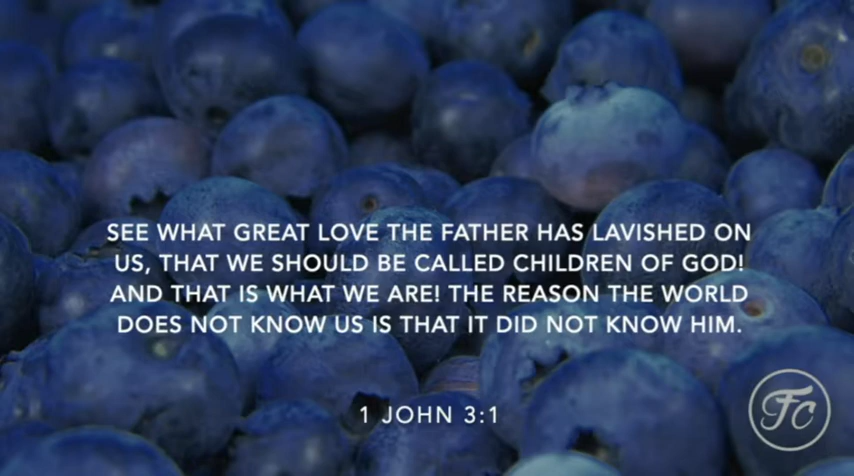 SEE WHAT GREAT LOVE THE FATHER HAS LAVISHED ON
US, THAT WE SHOULD BE CALLED CHILDREN OF GOD!
AND THAT IS WHAT WE ARE! THE REASON THE WORLD
DOES NOT KNOW US IS THAT IT DID NOT KNOW HIM.
1 JOHN 3:1
Fc